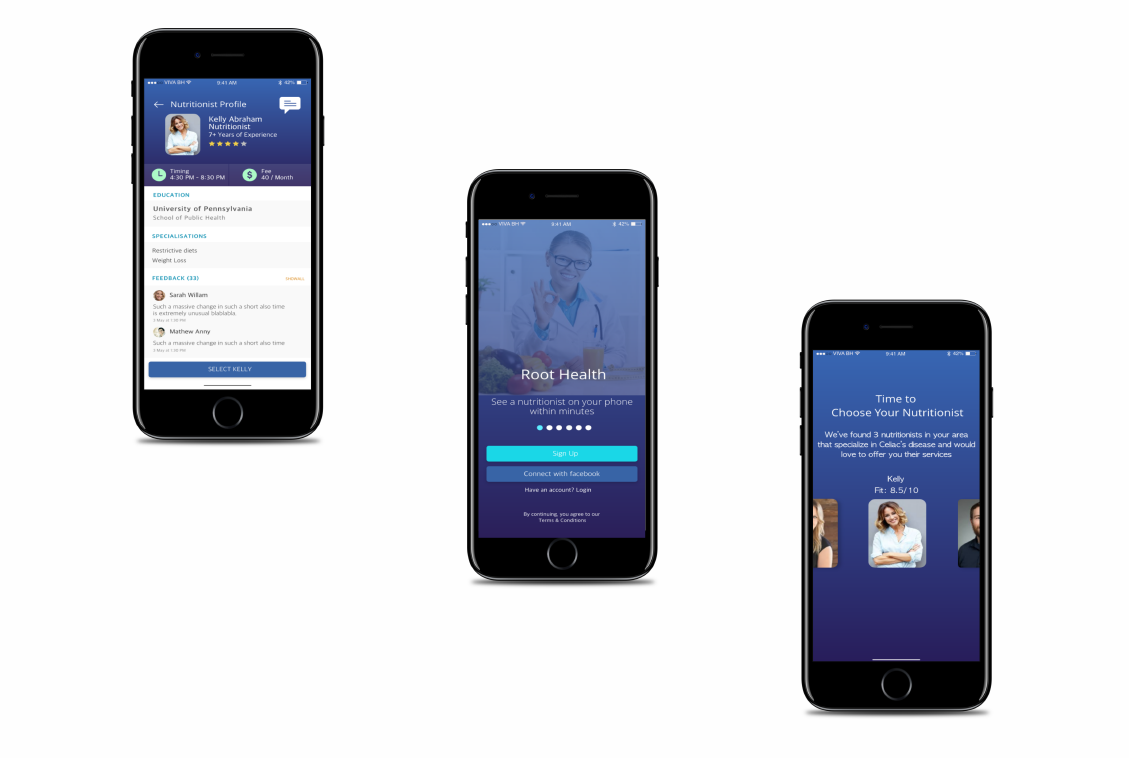 VIVA BH
9:41 AM
42%
Nutritionist Profile
Kelly Abraham
Nutritionist
7+ Years of Experience
Timing
4:30 PM - 8:30 PM
Fee
40 / Month
$
EDUCATION
University of Pennsylvania
School of Public Health
SPECIALISATIONS
Restrictive diets
Weight Loss
FEEDBACK (33)
SHOWALL
Sarah Willam
Such a massive change in such a short also time
is extremely unusual blablabla.
Mathew Anny
Such a massive change in such a short also time
SELECT KELLY
VIVA BH
9:41 AM
42%
Root Health
See a nutritionist on your phone
within minutes
Sign Up
Connect with facebook
Have an account? Login
By continuing, you agree to our
Terms & Conditions
VIVA BH
9:41 AM
42%
Time to
Choose Your Nutritionist
We've found 3 nutritionists in your area
that specialize in Celiac's disease and would
love to offer you their services
Kelly
Fit: 8.5/10